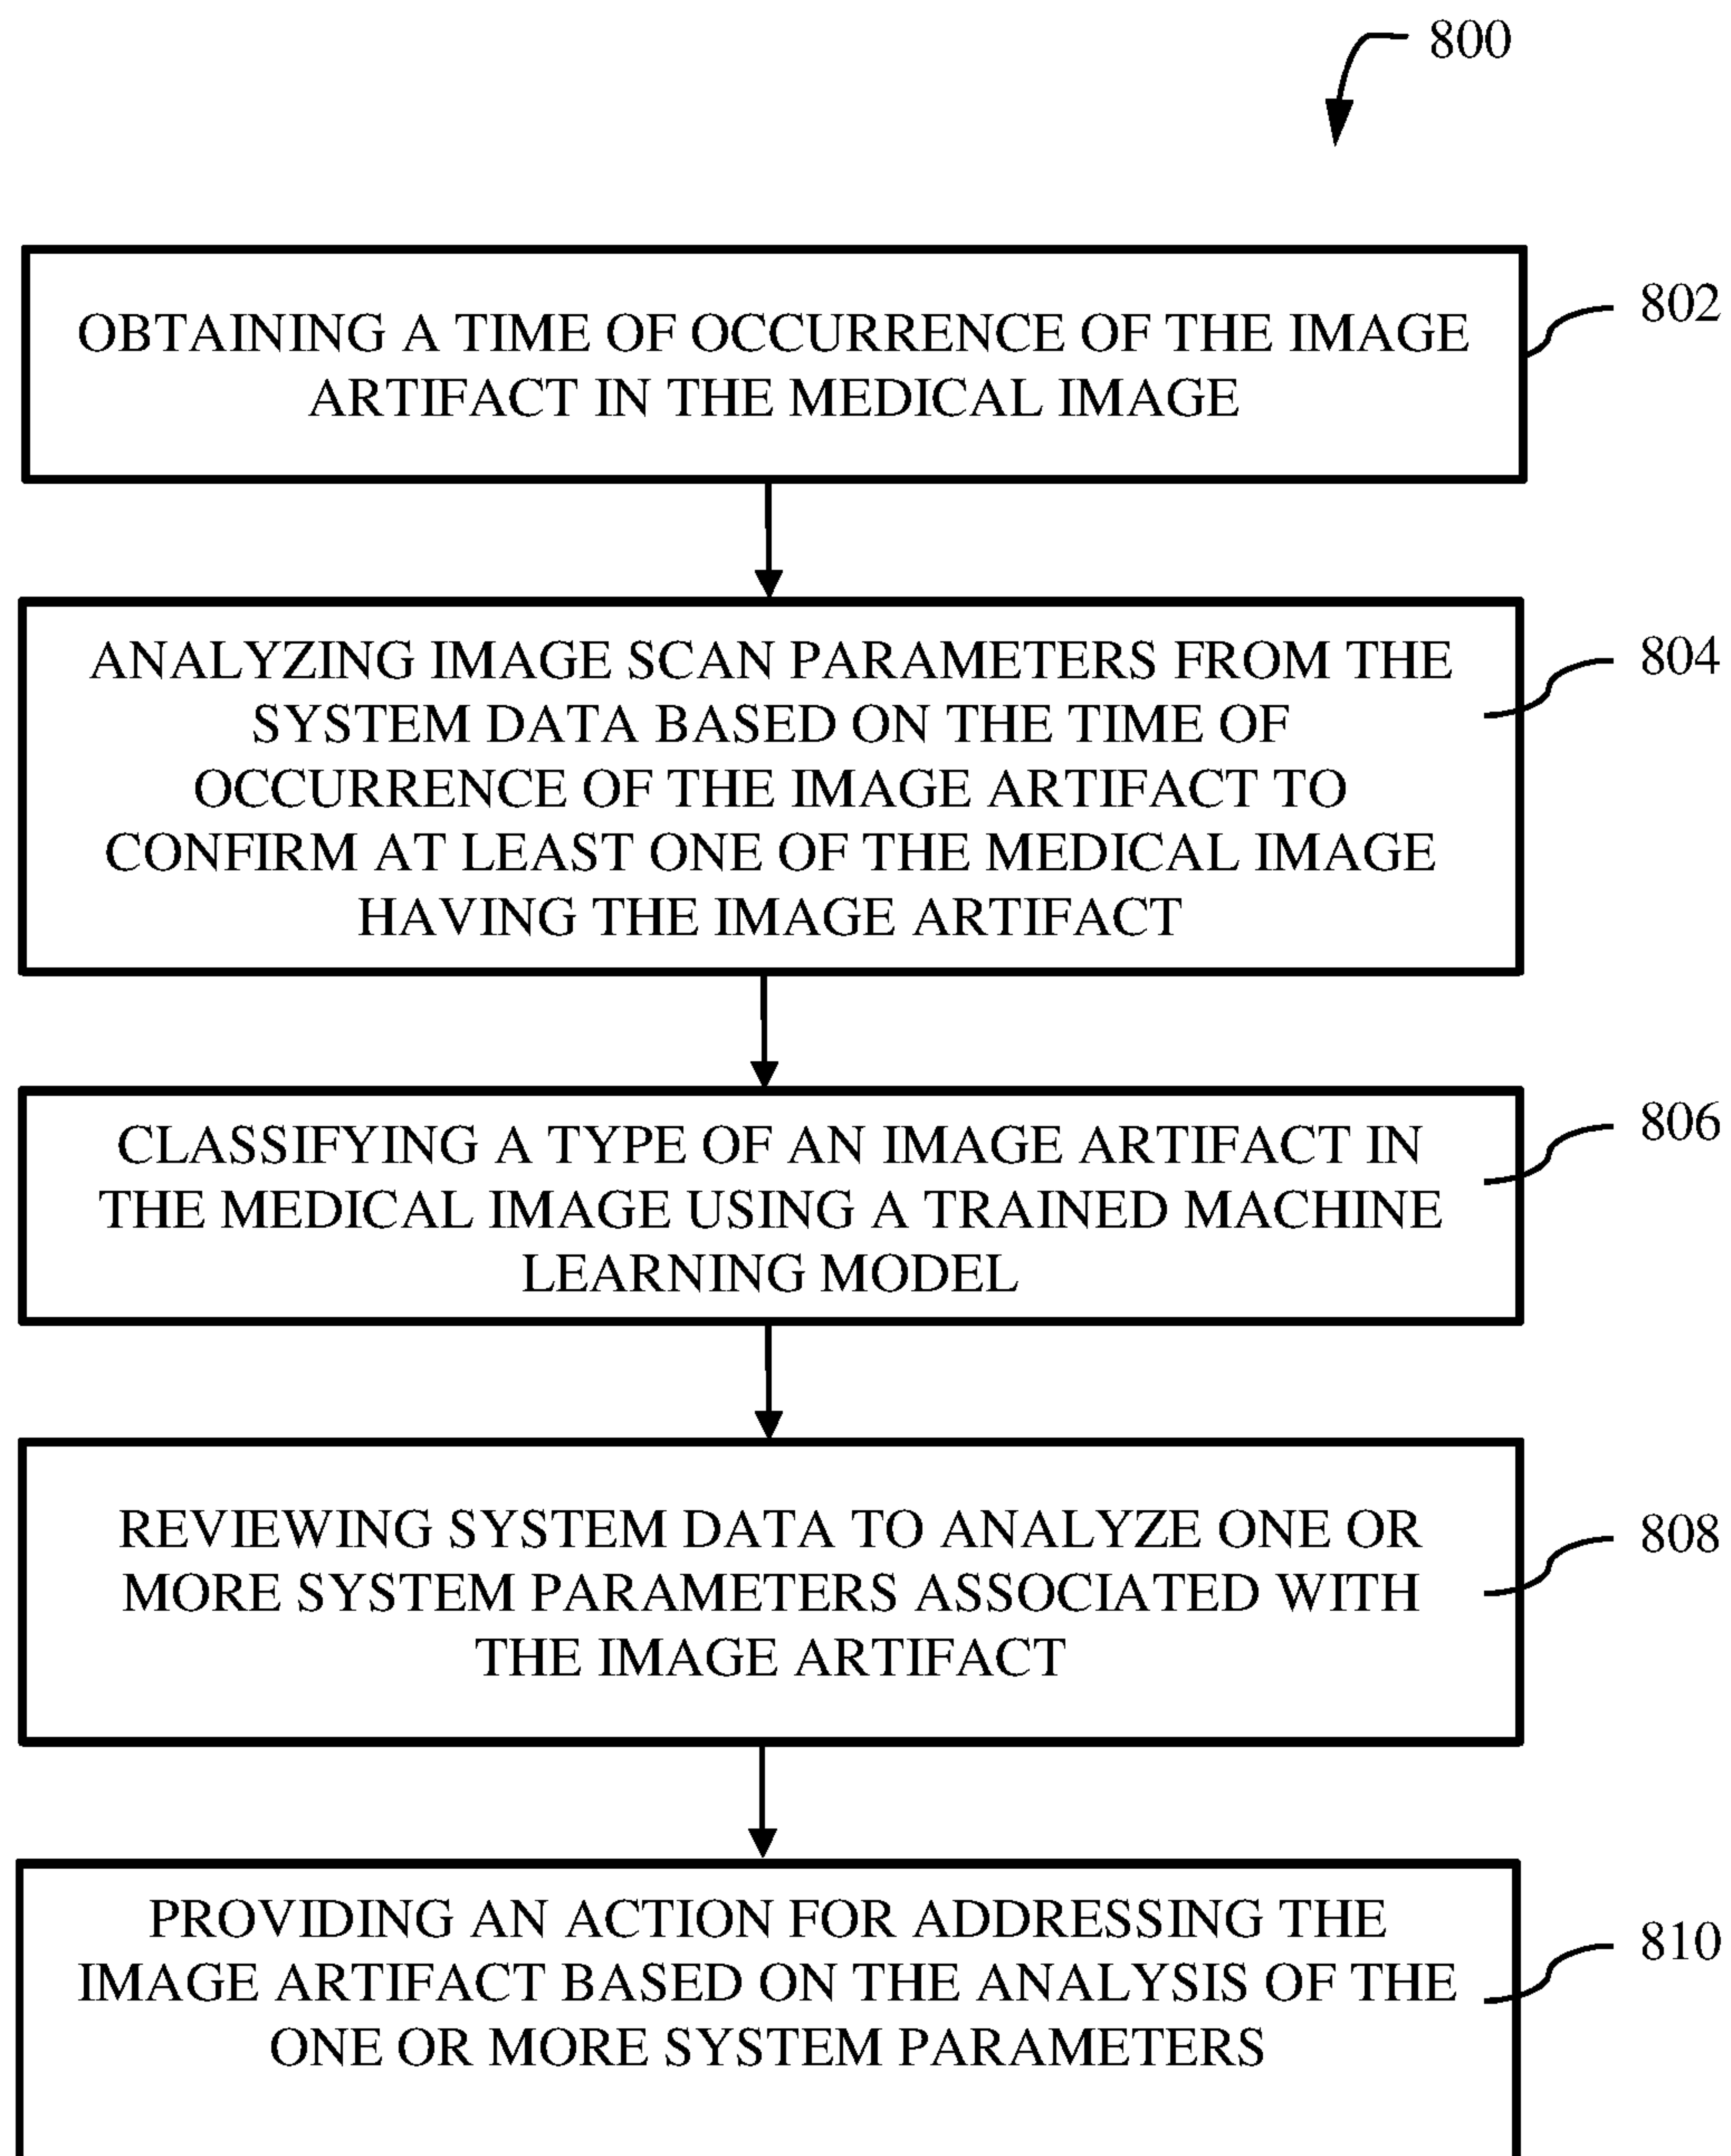 800
OBTAINING A TIME OF OCCURRENCE OF THE IMAGE
ARTIFACT IN THE MEDICAL IMAGE
802
ANALYZING IMAGE SCAN PARAMETERS FROM THE
SYSTEM DATA BASED ON THE TIME OF
OCCURRENCE OF THE IMAGE ARTIFACT TO
CONFIRM AT LEAST ONE OF THE MEDICAL IMAGE
HAVING THE IMAGE ARTIFACT
804
CLASSIFYING A TYPE OF AN IMAGE ARTIFACT IN
THE MEDICAL IMAGE USING A TRAINED MACHINE
LEARNING MODEL
806
REVIEWING SYSTEM DATA TO ANALYZE ONE OR
MORE SYSTEM PARAMETERS ASSOCIATED WITH
THE IMAGE ARTIFACT
808
PROVIDING AN ACTION FOR ADDRESSING THE
IMAGE ARTIFACT BASED ON THE ANALYSIS OF THE
ONE OR MORE SYSTEM PARAMETERS
810